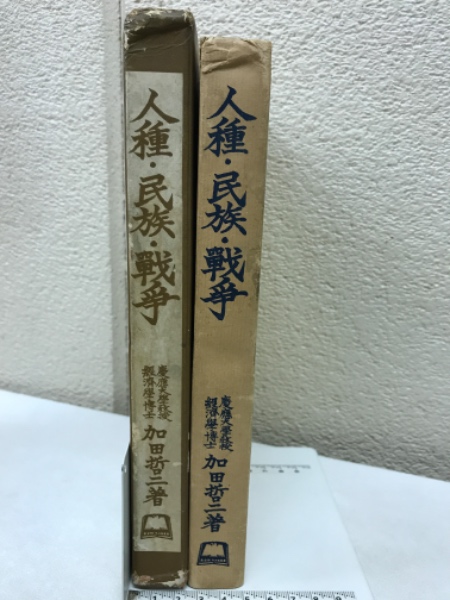 人種・民族・戰爭
慶應大學教授
經濟學博士
加田哲二著
人種・民族・戰爭
慶應大學教授
經濟學博士
加田哲二著